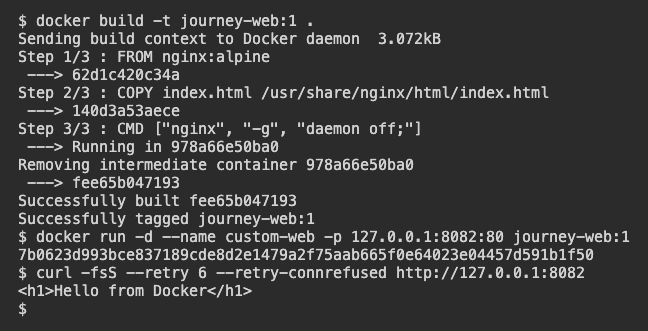 $ docker build -t journey-web:1 .
Sending build context to Docker daemon  3.072kB
Step 1/3 : FROM nginx:alpine
 ---> 62d1c420c34a
Step 2/3 : COPY index.html /usr/share/nginx/html/index.html
 ---> 140d3a53aece
Step 3/3 : CMD ["nginx", "-g", "daemon off;"]
 ---> Running in 978a66e50ba0
Removing intermediate container 978a66e50ba0
 ---> fee65b047193
Successfully built fee65b047193
Successfully tagged journey-web:1
$ docker run -d --name custom-web -p 127.0.0.1:8082:80 journey-web:1
7b0623d993bce837189cde8d2e1479a2f75aab665f0e64023e04457d591b1f50
$ curl -fsS --retry 6 --retry-connrefused http://127.0.0.1:8082
<h1>Hello from Docker</h1>
$